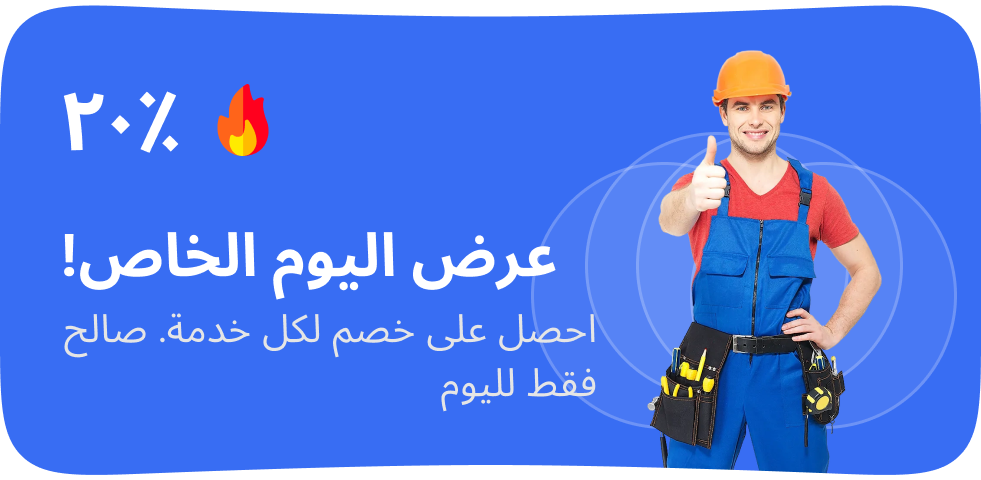 ٢٠٪
عرض اليوم الخاص!
احصل على خصم لكل خدمة. صالح
فقط لليوم